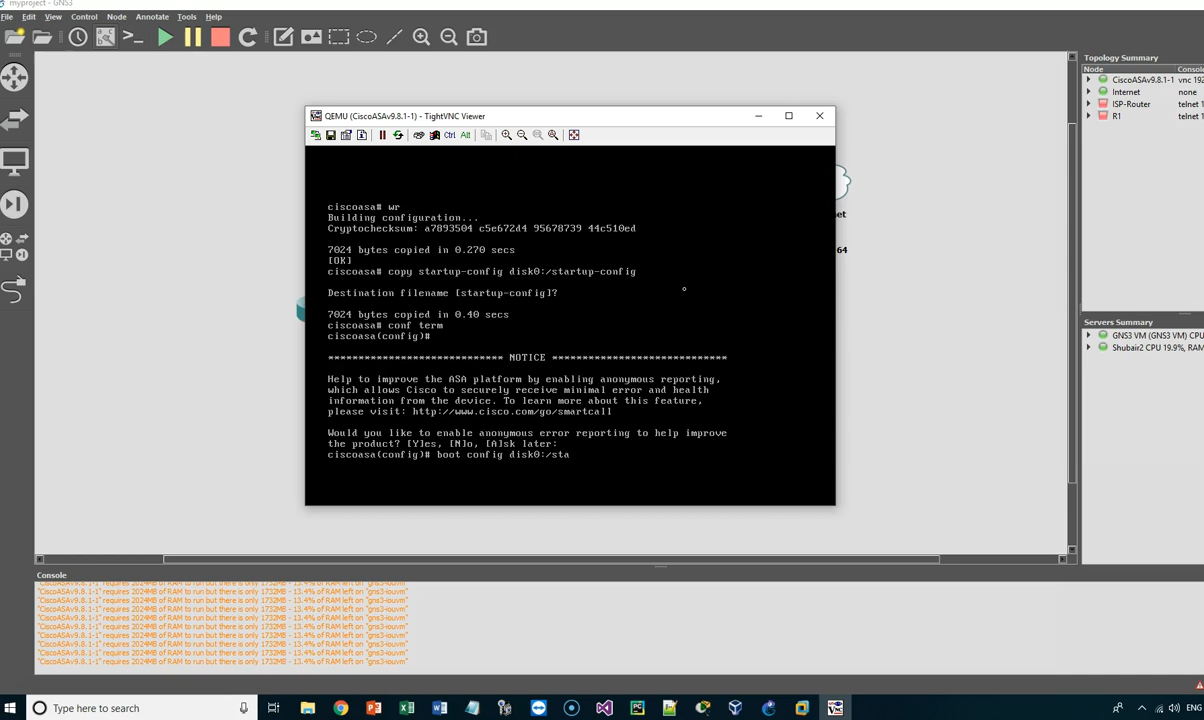 myproject - GNS3
File Edit View Control Node Annotate Tools Help
QEMU (CiscoASAv9.8.1-1) - TightVNC Viewer
Ctrl Alt
ciscoasa# wr
Building configuration...
Cryptochecksum: a7893504 c5e672d4 95678739 44c510ed
7024 bytes copied in 0.270 secs
[OK]
ciscoasa# copy startup-config disk0:/startup-config
Destination filename [startup-config]?
7024 bytes copied in 0.40 secs
ciscoasa# conf term
ciscoasa(config)#
**************************** NOTICE *****************************
Help to improve the ASA platform by enabling anonymous reporting,
which allows Cisco to securely receive minimal error and health
information from the device. To learn more about this feature,
please visit: http://www.cisco.com/go/smartcall
Would you like to enable anonymous error reporting to help improve
the product? [Y]es, [N]o, [A]sk later:
ciscoasa(config)# boot config disk0:/sta
et
64
Topology Summary
Node Console
CiscoASAv9.8.1-1 vnc 192
Internet none
ISP-Router telnet 1
R1 telnet 1
Servers Summary
GNS3 VM (GNS3 VM) CPU
Shubair2 CPU 19.9%, RAM
Console
"CiscoASAv9.8.1-1" requires 2024MB of RAM to run but there is only 1732MB - 13.4% of RAM left on "gns3-iouvm"
"CiscoASAv9.8.1-1" requires 2024MB of RAM to run but there is only 1732MB - 13.4% of RAM left on "gns3-iouvm"
"CiscoASAv9.8.1-1" requires 2024MB of RAM to run but there is only 1732MB - 13.4% of RAM left on "gns3-iouvm"
"CiscoASAv9.8.1-1" requires 2024MB of RAM to run but there is only 1732MB - 13.4% of RAM left on "gns3-iouvm"
"CiscoASAv9.8.1-1" requires 2024MB of RAM to run but there is only 1732MB - 13.4% of RAM left on "gns3-iouvm"
"CiscoASAv9.8.1-1" requires 2024MB of RAM to run but there is only 1732MB - 13.4% of RAM left on "gns3-iouvm"
"CiscoASAv9.8.1-1" requires 2024MB of RAM to run but there is only 1732MB - 13.4% of RAM left on "gns3-iouvm"
"CiscoASAv9.8.1-1" requires 2024MB of RAM to run but there is only 1732MB - 13.4% of RAM left on "gns3-iouvm"
"CiscoASAv9.8.1-1" requires 2024MB of RAM to run but there is only 1732MB - 13.4% of RAM left on "gns3-iouvm"
"CiscoASAv9.8.1-1" requires 2024MB of RAM to run but there is only 1732MB - 13.4% of RAM left on "gns3-iouvm"
Type here to search
ENG